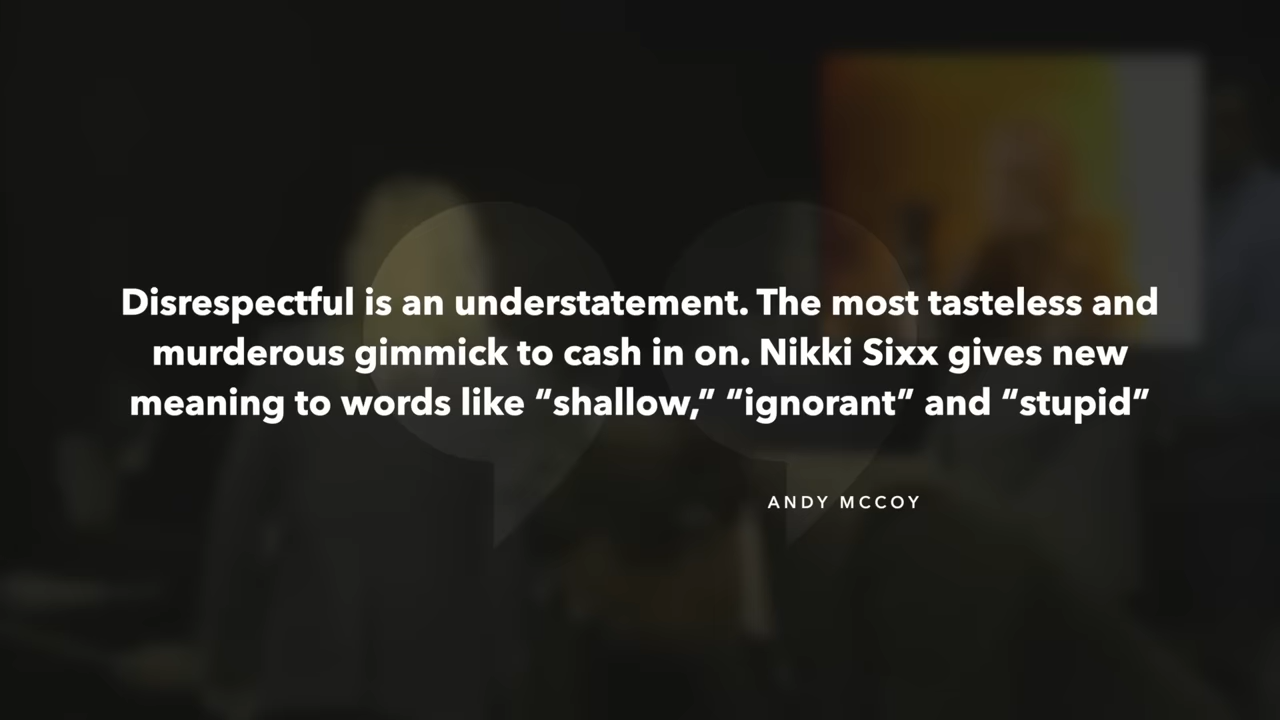 Disrespectful is an understatement. The most tasteless and
murderous gimmick to cash in on. Nikki Sixx gives new
meaning to words like “shallow,” “ignorant” and “stupid”
ANDY MCCOY